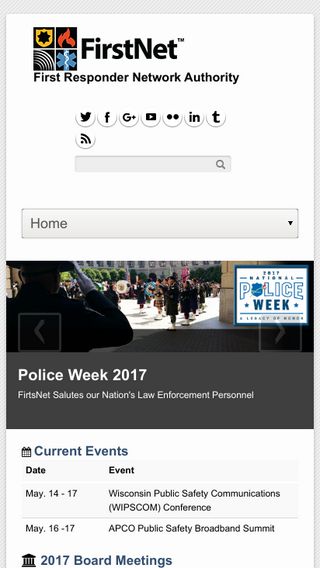 FirstNet™
First Responder Network Authority
Home
2017
NATIONAL
POLICE
WEEK
A LEGACY OF HONOR
Police Week 2017
FirtsNet Salutes our Nation's Law Enforcement Personnel
Current Events
Date Event
May. 14 - 17 Wisconsin Public Safety Communications
(WIPSCOM) Conference
May. 16 -17 APCO Public Safety Broadband Summit
2017 Board Meetings